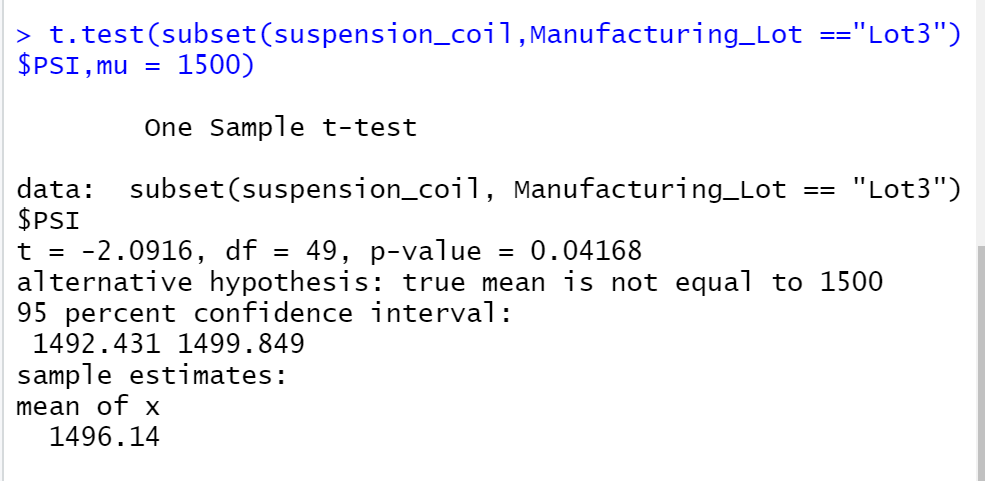 > t.test(subset(suspension_coil,Manufacturing_Lot =="Lot3")
$PSI,mu = 1500)
One Sample t-test
data:  subset(suspension_coil, Manufacturing_Lot == "Lot3")
$PSI
t = -2.0916, df = 49, p-value = 0.04168
alternative hypothesis: true mean is not equal to 1500
95 percent confidence interval:
1492.431 1499.849
sample estimates:
mean of x
1496.14